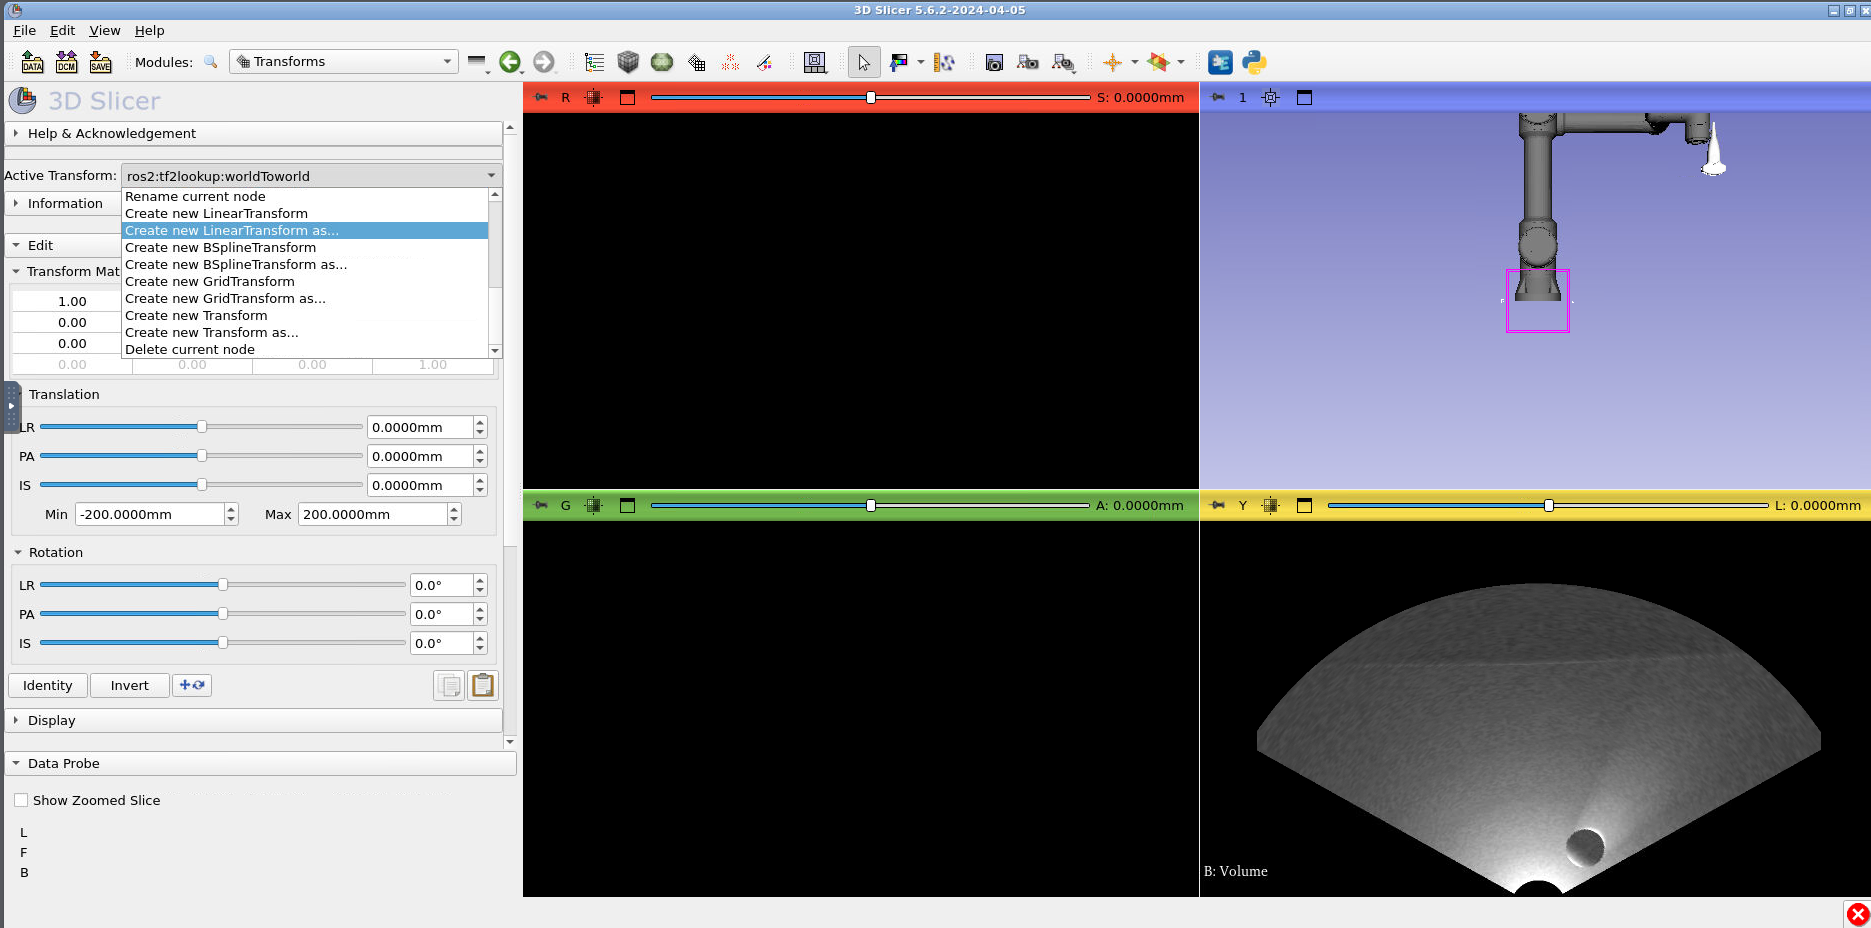 3D Slicer 5.6.2-2024-04-05
File Edit View Help
DATA DCM SAVE Modules: Transforms
3D Slicer
Help & Acknowledgement
Active Transform: ros2:tf2lookup:worldToworld
Rename current node
Information
Create new LinearTransform
Create new LinearTransform as...
Edit
Create new BSplineTransform
Create new BSplineTransform as...
Transform Mat
Create new GridTransform
Create new GridTransform as...
1.00
Create new Transform
0.00
Create new Transform as...
0.00
Delete current node
0.00 0.00 0.00 1.00
Translation
LR 0.0000mm
PA 0.0000mm
IS 0.0000mm
Min -200.0000mm Max 200.0000mm
Rotation
LR 0.0°
PA 0.0°
IS 0.0°
Identity Invert
Display
Data Probe
Show Zoomed Slice
L
F
B
R S: 0.0000mm
1
G A: 0.0000mm
Y L: 0.0000mm
B: Volume